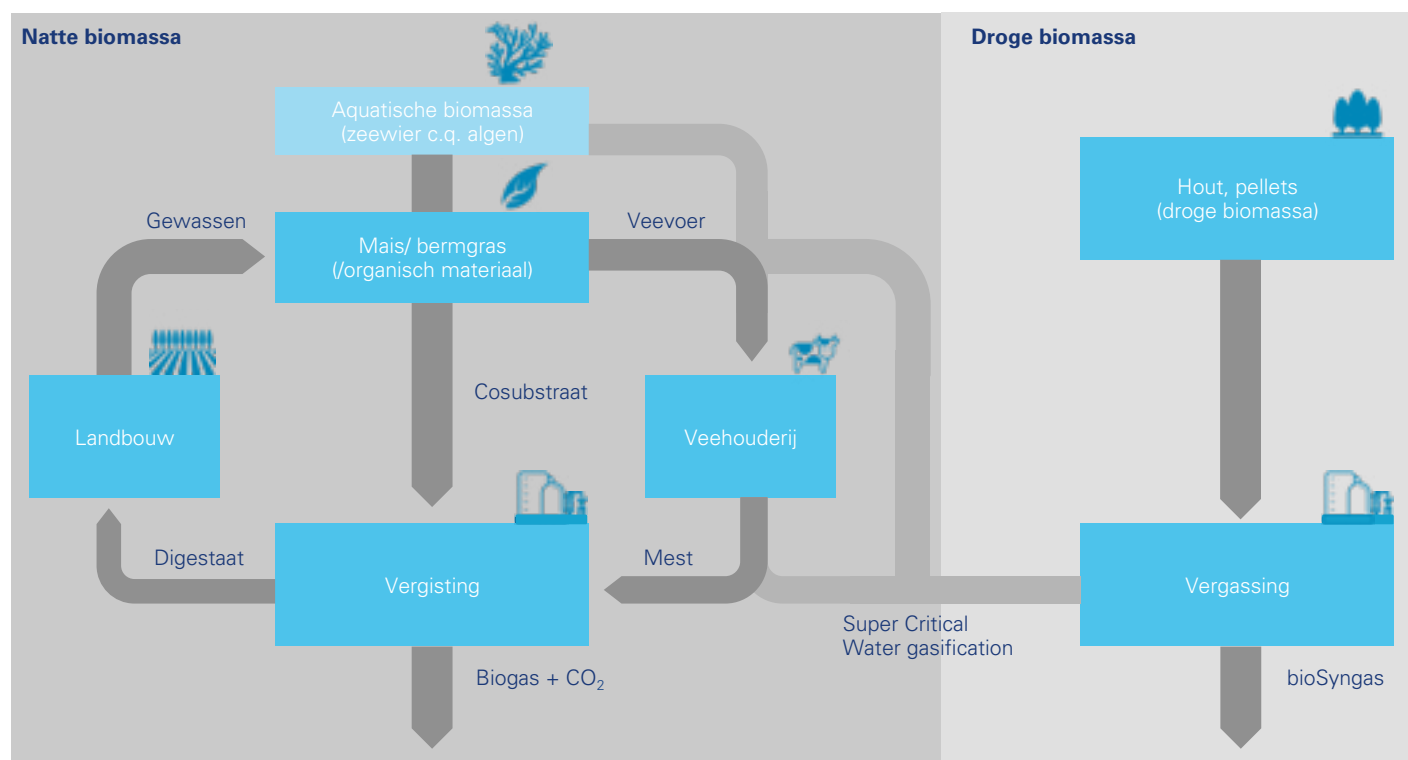 Natte biomassa
Droge biomassa
Aquatische biomassa
(zeewier c.q. algen)
Hout, pellets
(droge biomassa)
Gewassen
Veevoer
Mais/ bermgras
(/organisch materiaal)
Cosubstraat
Landbouw
Veehouderij
Digestaat
Mest
Vergisting
Vergassing
Super Critical
Water gasification
Biogas + CO₂
bioSyngas